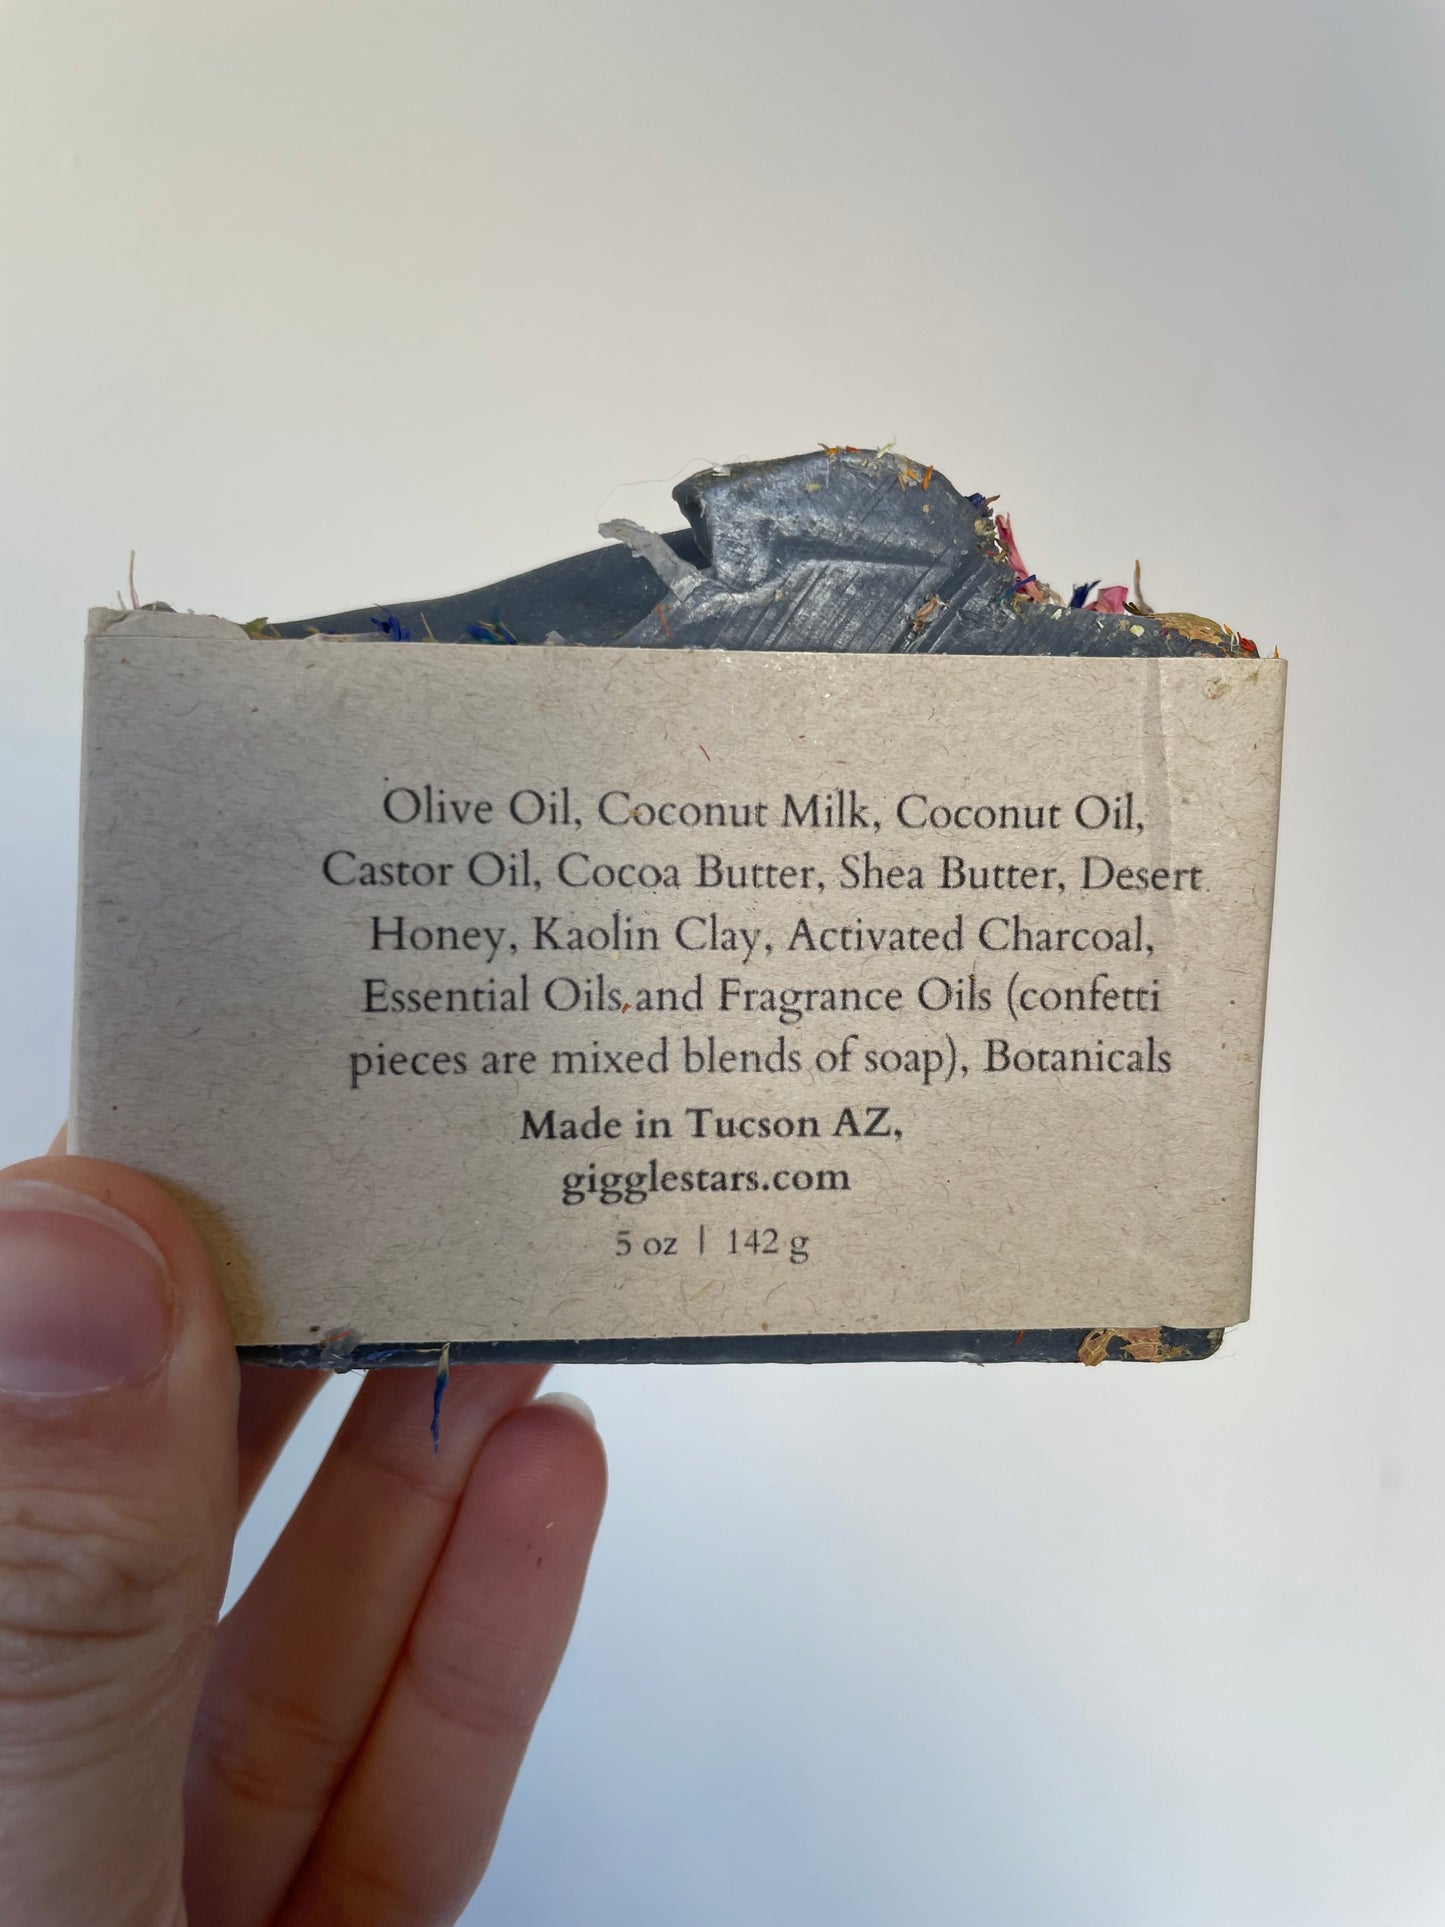 Olive Oil, Coconut Milk, Coconut Oil,
Castor Oil, Cocoa Butter, Shea Butter, Desert
Honey, Kaolin Clay, Activated Charcoal,
Essential Oils and Fragrance Oils (confetti
pieces are mixed blends of soap), Botanicals
Made in Tucson AZ,
gigglestars.com
5 oz | 142 g